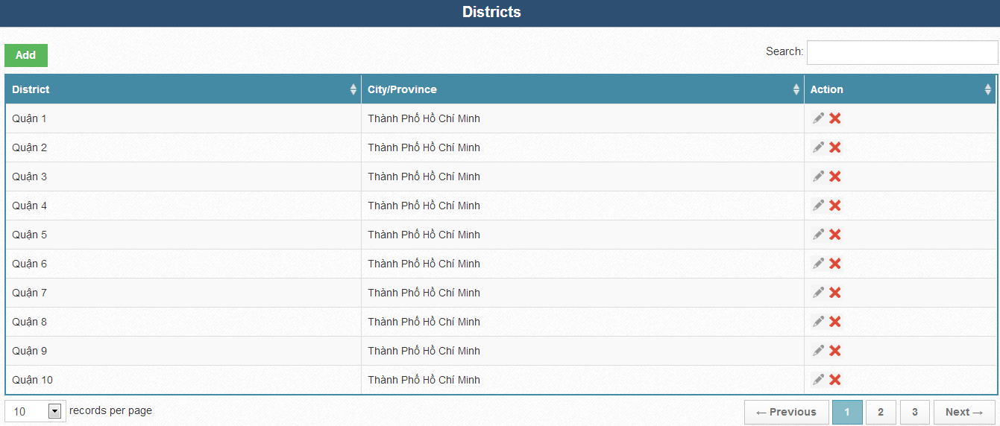 Districts
Add
Search:
District City/Province Action
Quận 1 Thành Phố Hồ Chí Minh
Quận 2 Thành Phố Hồ Chí Minh
Quận 3 Thành Phố Hồ Chí Minh
Quận 4 Thành Phố Hồ Chí Minh
Quận 5 Thành Phố Hồ Chí Minh
Quận 6 Thành Phố Hồ Chí Minh
Quận 7 Thành Phố Hồ Chí Minh
Quận 8 Thành Phố Hồ Chí Minh
Quận 9 Thành Phố Hồ Chí Minh
Quận 10 Thành Phố Hồ Chí Minh
10 records per page ← Previous 1 2 3 Next →